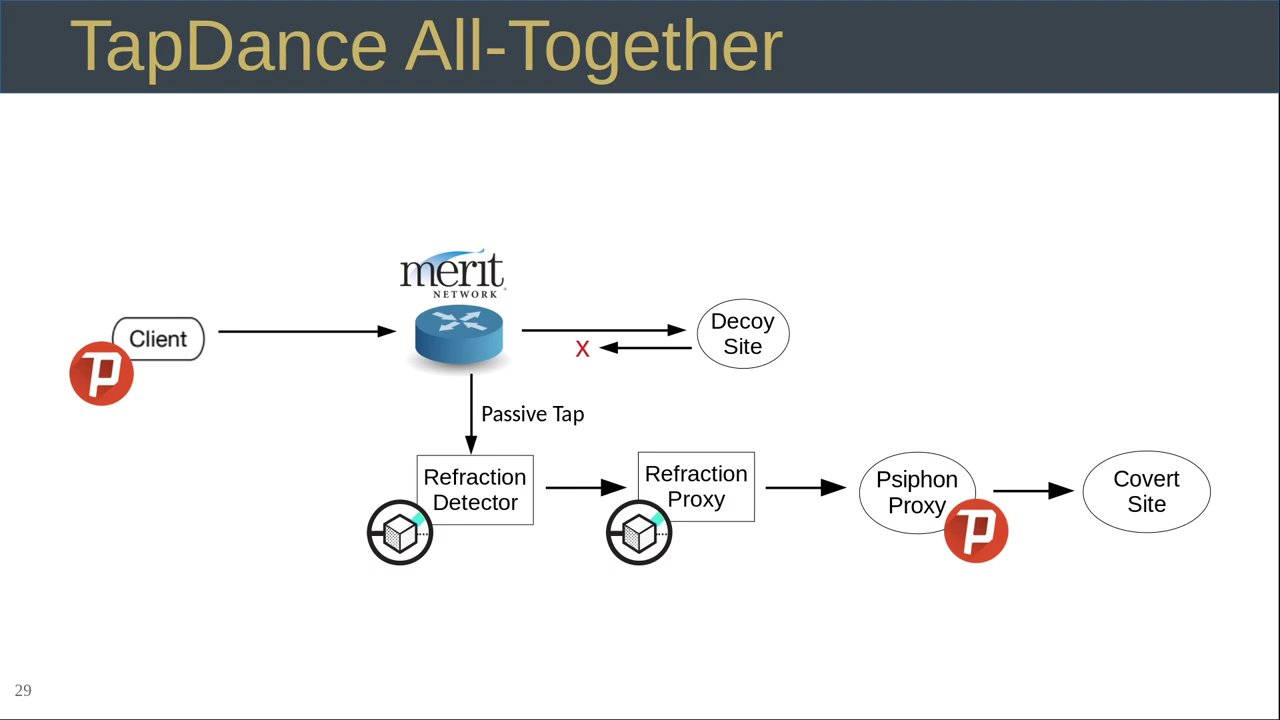 TapDance All-Together
merit
NETWORK
Client
Decoy
Site
X
Passive Tap
Refraction
Detector
Refraction
Proxy
Psiphon
Proxy
Covert
Site
29